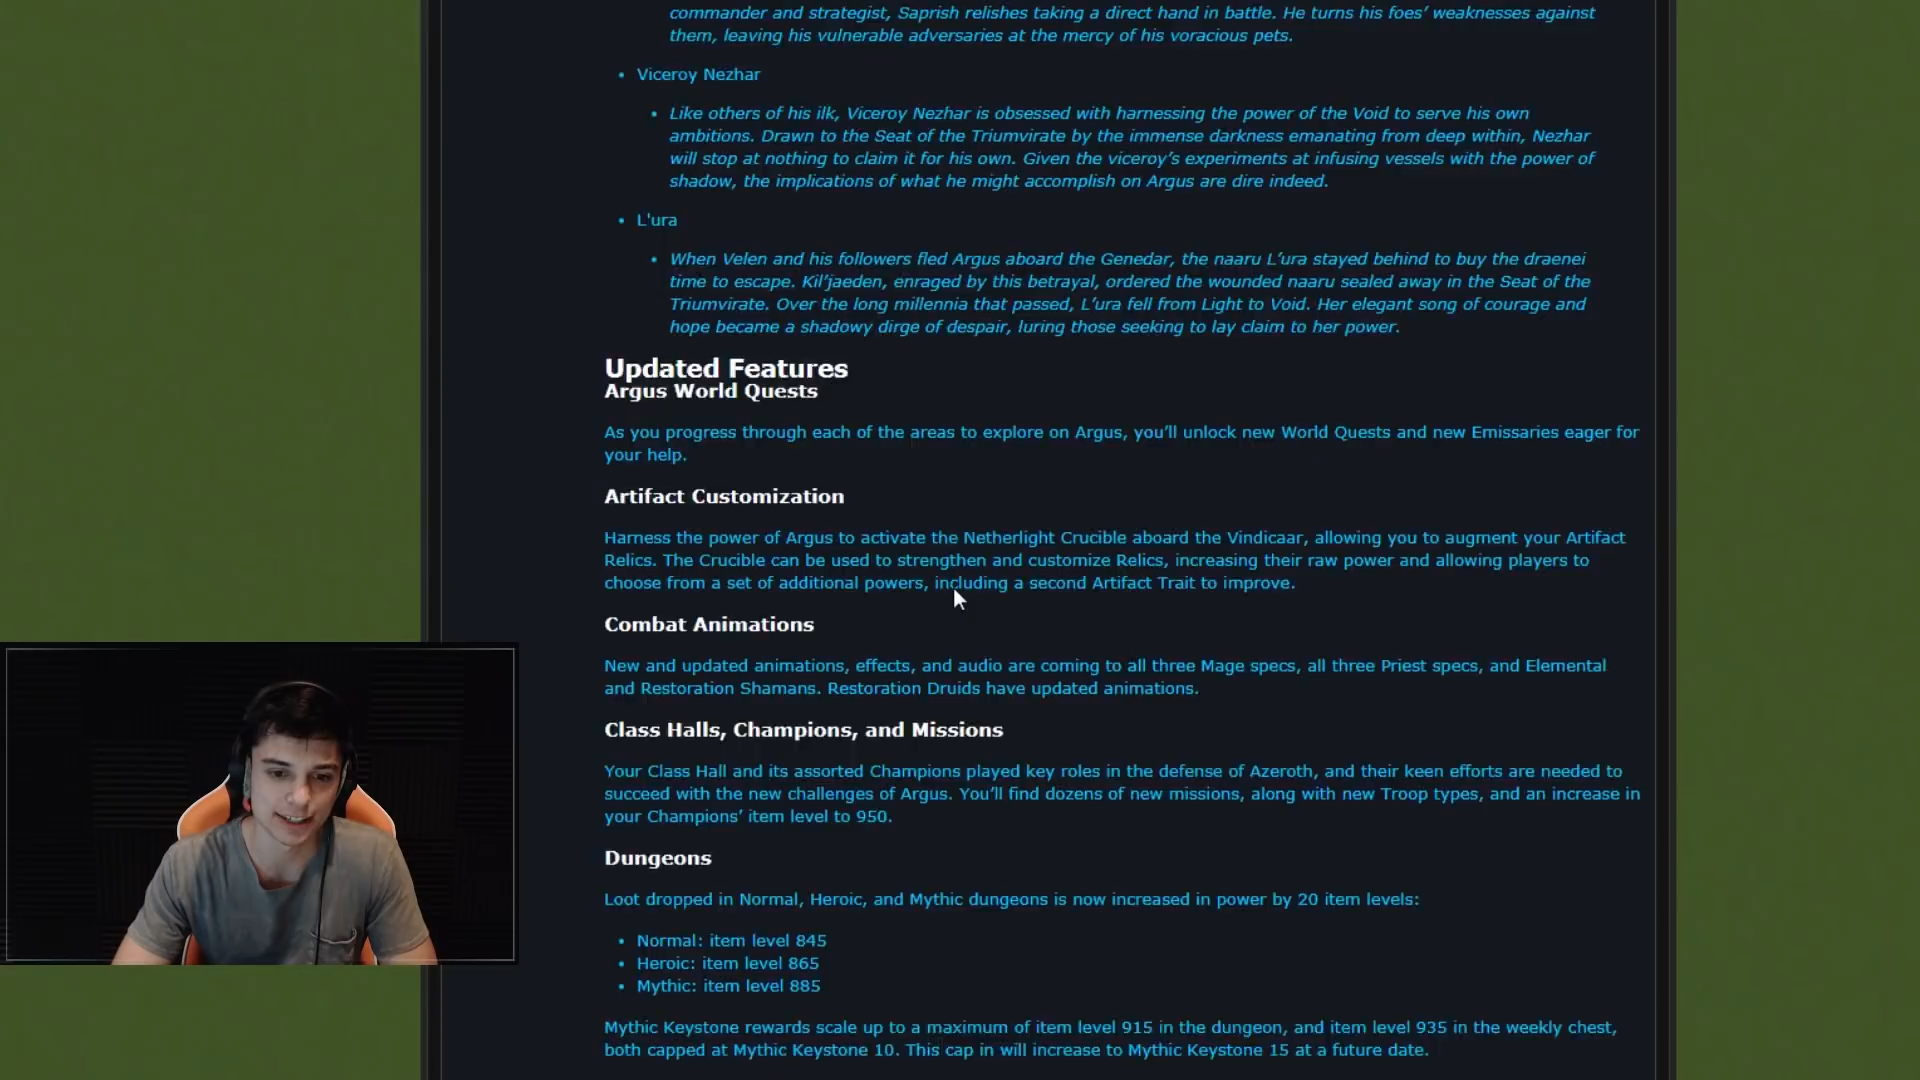 commander and strategist, Saprish relishes taking a direct hand in battle. He turns his foes' weaknesses against
them, leaving his vulnerable adversaries at the mercy of his voracious pets.
• Viceroy Nezhar
• Like others of his ilk, Viceroy Nezhar is obsessed with harnessing the power of the Void to serve his own
ambitions. Drawn to the Seat of the Triumvirate by the immense darkness emanating from deep within, Nezhar
will stop at nothing to claim it for his own. Given the viceroy's experiments at infusing vessels with the power of
shadow, the implications of what he might accomplish on Argus are dire indeed.
• L'ura
• When Velen and his followers fled Argus aboard the Genedar, the naaru L'ura stayed behind to buy the draenei
time to escape. Kil'jaeden, enraged by this betrayal, ordered the wounded naaru sealed away in the Seat of the
Triumvirate. Over the long millennia that passed, L'ura fell from Light to Void. Her elegant song of courage and
hope became a shadowy dirge of despair, luring those seeking to lay claim to her power.
Updated Features
Argus World Quests
As you progress through each of the areas to explore on Argus, you'll unlock new World Quests and new Emissaries eager for
your help.
Artifact Customization
Harness the power of Argus to activate the Netherlight Crucible aboard the Vindicaar, allowing you to augment your Artifact
Relics. The Crucible can be used to strengthen and customize Relics, increasing their raw power and allowing players to
choose from a set of additional powers, including a second Artifact Trait to improve.
Combat Animations
New and updated animations, effects, and audio are coming to all three Mage specs, all three Priest specs, and Elemental
and Restoration Shamans. Restoration Druids have updated animations.
Class Halls, Champions, and Missions
Your Class Hall and its assorted Champions played key roles in the defense of Azeroth, and their keen efforts are needed to
succeed with the new challenges of Argus. You'll find dozens of new missions, along with new Troop types, and an increase in
your Champions' item level to 950.
Dungeons
Loot dropped in Normal, Heroic, and Mythic dungeons is now increased in power by 20 item levels:
• Normal: item level 845
• Heroic: item level 865
• Mythic: item level 885
Mythic Keystone rewards scale up to a maximum of item level 915 in the dungeon, and item level 935 in the weekly chest,
both capped at Mythic Keystone 10. This cap in will increase to Mythic Keystone 15 at a future date.